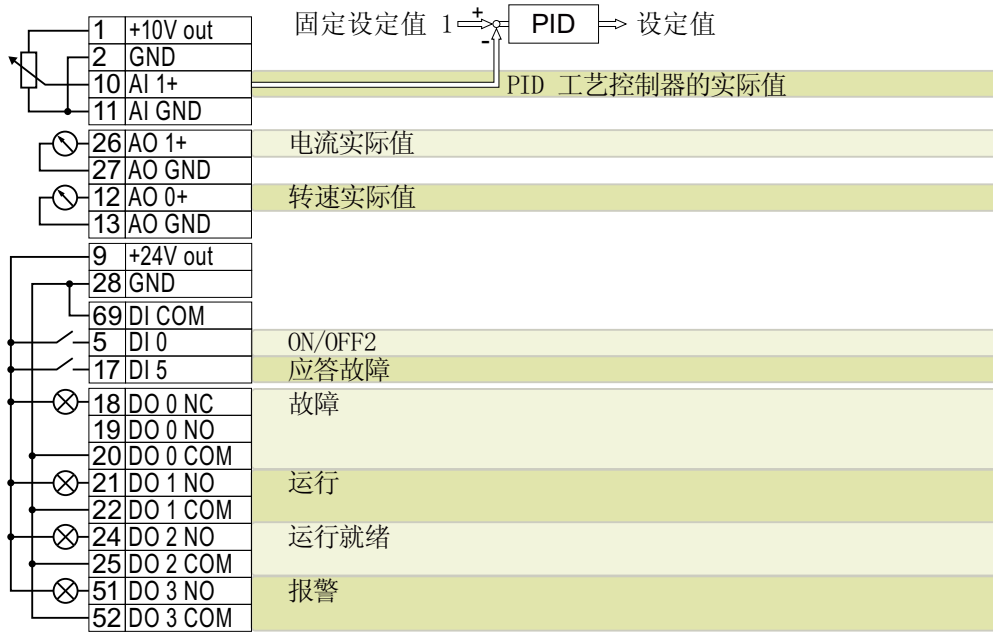 固定设定值 1 + - PID 设定值
1 +10V out
2 GND
10 AI 1+ PID 工艺控制器的实际值
11 AI GND
26 AO 1+ 电流实际值
27 AO GND
12 AO 0+ 转速实际值
13 AO GND
9 +24V out
28 GND
69 DI COM
5 DI 0 ON/OFF2
17 DI 5 应答故障
18 DO 0 NC 故障
19 DO 0 NO
20 DO 0 COM
21 DO 1 NO 运行
22 DO 1 COM
24 DO 2 NO 运行就绪
25 DO 2 COM
51 DO 3 NO 报警
52 DO 3 COM